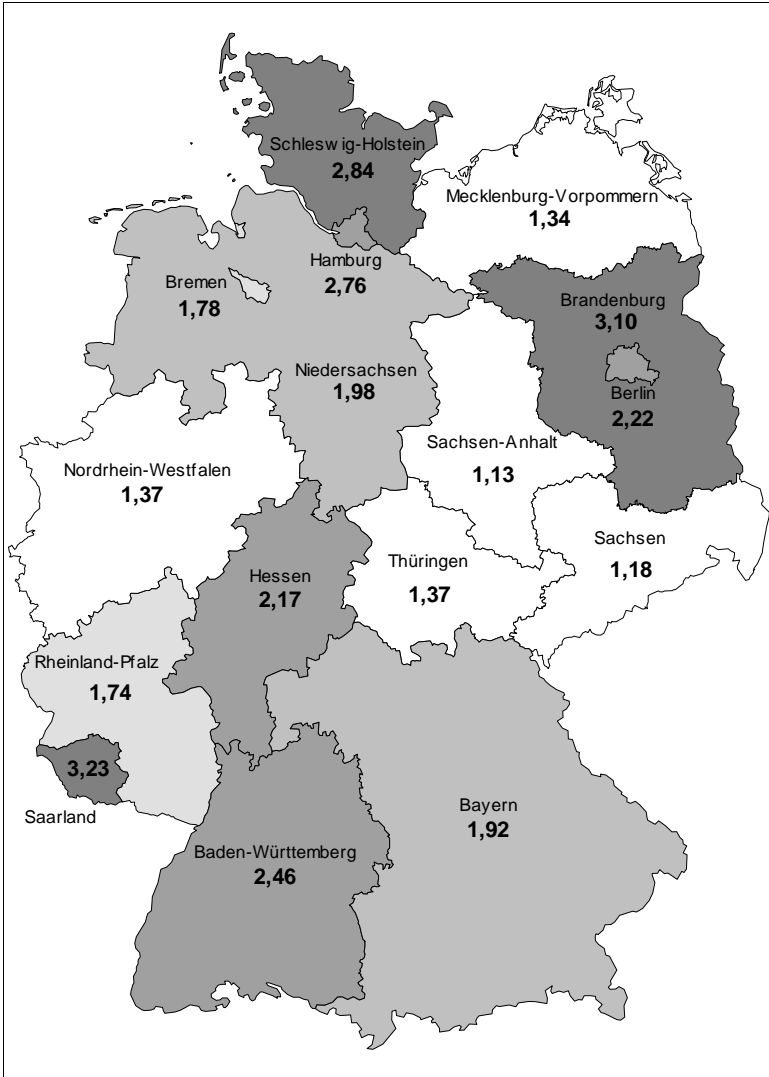 Schleswig-Holstein
2,84
Mecklenburg-Vorpommern
1,34
Hamburg
2,76
Bremen
1,78
Brandenburg
3,10
Niedersachsen
1,98
Berlin
2,22
Sachsen-Anhalt
1,13
Nordrhein-Westfalen
1,37
Sachsen
1,18
Thüringen
1,37
Hessen
2,17
Rheinland-Pfalz
1,74
3,23
Saarland
Bayern
1,92
Baden-Württemberg
2,46